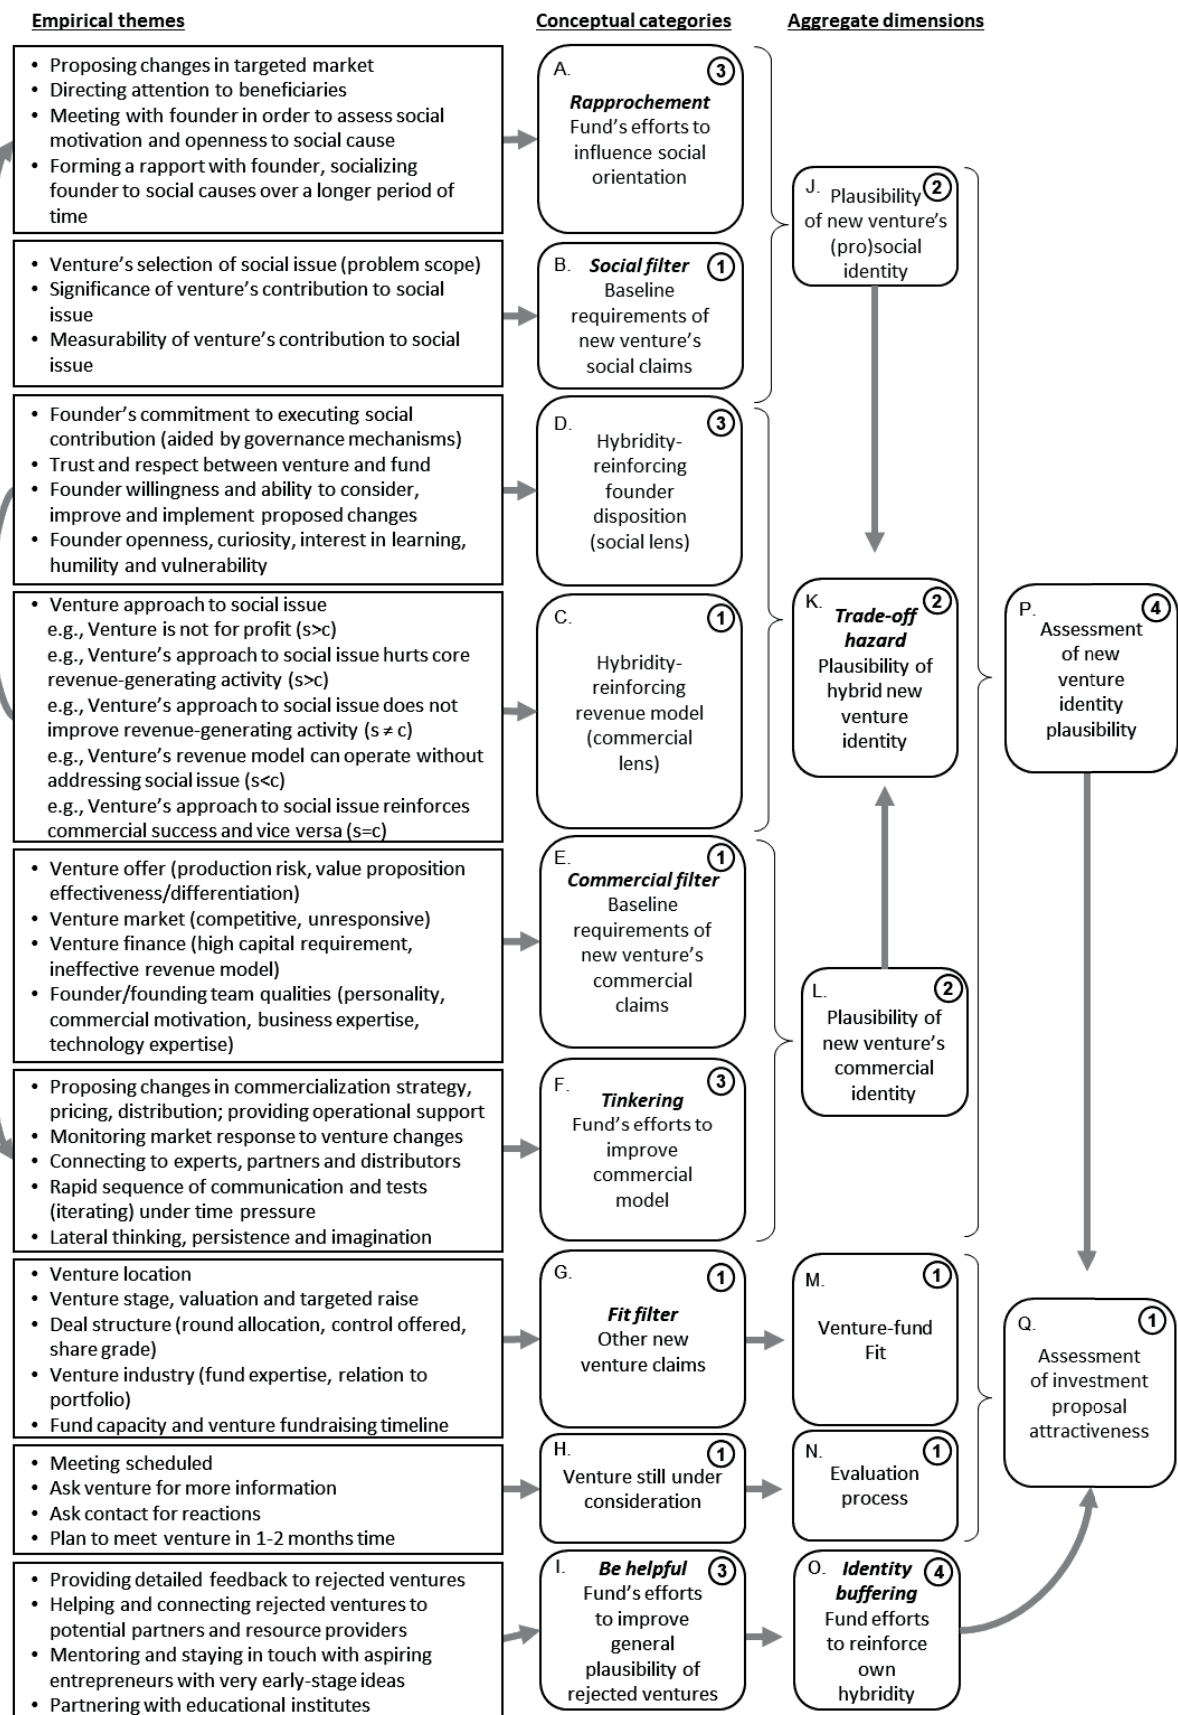 Empirical themes
Conceptual categories
Aggregate dimensions
• Proposing changes in targeted market
• Directing attention to beneficiaries
• Meeting with founder in order to assess social
motivation and openness to social cause
• Forming a rapport with founder, socializing
founder to social causes over a longer period of
time
A.
3
Rapprochement
Fund's efforts to
influence social
orientation
• Venture's selection of social issue (problem scope)
• Significance of venture's contribution to social
issue
• Measurability of venture's contribution to social
issue
B. Social filter 1
Baseline
requirements of
new venture's
social claims
J. Plausibility 2
of new venture's
(pro)social
identity
• Founder's commitment to executing social
contribution (aided by governance mechanisms)
• Trust and respect between venture and fund
• Founder willingness and ability to consider,
improve and implement proposed changes
• Founder openness, curiosity, interest in learning,
humility and vulnerability
D. 3
Hybridity-
reinforcing
founder
disposition
(social lens)
• Venture approach to social issue
e.g., Venture is not for profit (s>c)
e.g., Venture's approach to social issue hurts core
revenue-generating activity (s>c)
e.g., Venture's approach to social issue does not
improve revenue-generating activity (s ≠ c)
e.g., Venture's revenue model can operate without
addressing social issue (s<c)
e.g., Venture's approach to social issue reinforces
commercial success and vice versa (s=c)
C. 1
Hybridity-
reinforcing
revenue model
(commercial
lens)
K. 2
Trade-off
hazard
Plausibility of
hybrid new
venture
identity
P. 4
Assessment
of new
venture
identity
plausibility
• Venture offer (production risk, value proposition
effectiveness/differentiation)
• Venture market (competitive, unresponsive)
• Venture finance (high capital requirement,
ineffective revenue model)
• Founder/founding team qualities (personality,
commercial motivation, business expertise,
technology expertise)
E. 1
Commercial filter
Baseline
requirements of
new venture's
commercial
claims
L. 2
Plausibility of
new venture's
commercial
identity
• Proposing changes in commercialization strategy,
pricing, distribution; providing operational support
• Monitoring market response to venture changes
• Connecting to experts, partners and distributors
• Rapid sequence of communication and tests
(iterating) under time pressure
• Lateral thinking, persistence and imagination
F. 3
Tinkering
Fund's efforts to
improve
commercial
model
• Venture location
• Venture stage, valuation and targeted raise
• Deal structure (round allocation, control offered,
share grade)
• Venture industry (fund expertise, relation to
portfolio)
• Fund capacity and venture fundraising timeline
G. 1
Fit filter
Other new
venture claims
M. 1
Venture-fund
Fit
Q. 1
Assessment
of investment
proposal
attractiveness
• Meeting scheduled
• Ask venture for more information
• Ask contact for reactions
• Plan to meet venture in 1-2 months time
H. 1
Venture still under
consideration
N. 1
Evaluation
process
• Providing detailed feedback to rejected ventures
• Helping and connecting rejected ventures to
potential partners and resource providers
• Mentoring and staying in touch with aspiring
entrepreneurs with very early-stage ideas
• Partnering with educational institutes
I. Be helpful 3
Fund's efforts
to improve
general
plausibility of
rejected ventures
O. Identity 4
buffering
Fund efforts
to reinforce
own
hybridity